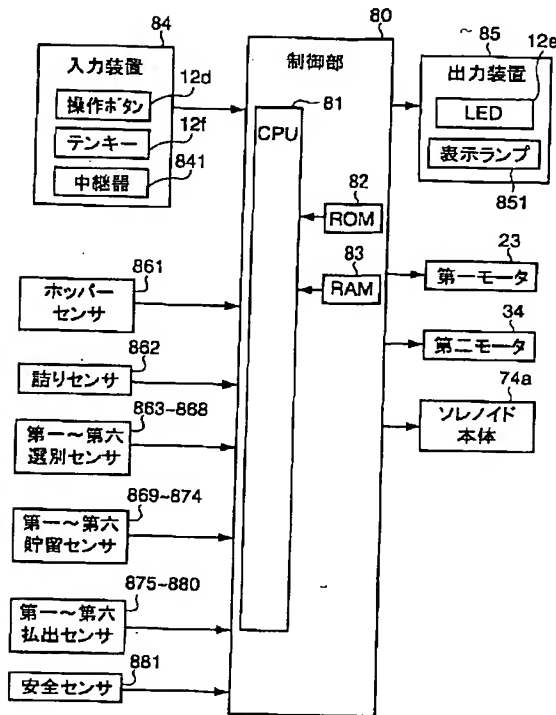 84
入力装置
12d
操作ボタン
12f
テンキー
841
中継器
861
ホッパー
センサ
862
詰りセンサ
863~868
第一～第六
選別センサ
869~874
第一～第六
貯留センサ
875~880
第一～第六
払出センサ
881
安全センサ
80
制御部
81
CPU
82
ROM
83
RAM
85
12e
出力装置
LED
表示ランプ
851
23
第一モータ
34
第二モータ
74a
ソレノイド
本体